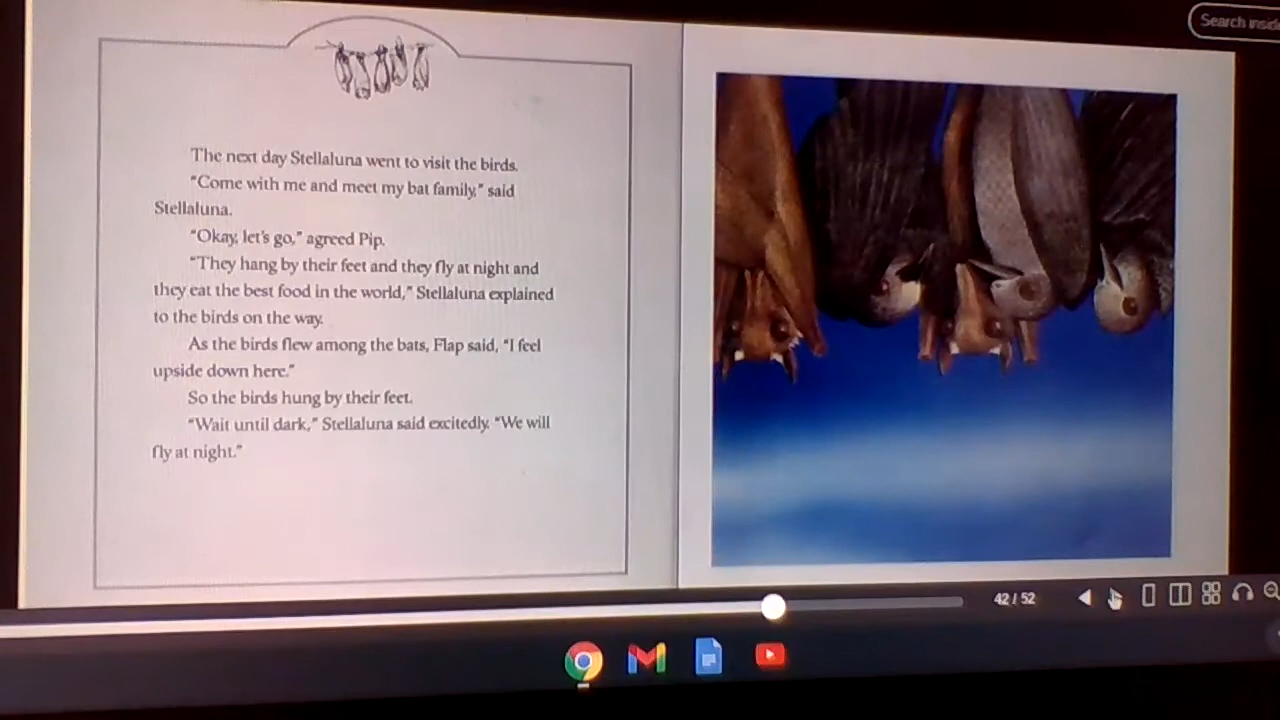 Search insid
The next day Stellaluna went to visit the birds.
"Come with me and meet my bat family," said
Stellaluna.
"Okay, let's go," agreed Pip.
"They hang by their feet and they fly at night and
they eat the best food in the world," Stellaluna explained
to the birds on the way.
As the birds flew among the bats, Flap said, "I feel
upside down here."
So the birds hung by their feet.
"Wait until dark," Stellaluna said excitedly. "We will
fly at night."
42 / 52